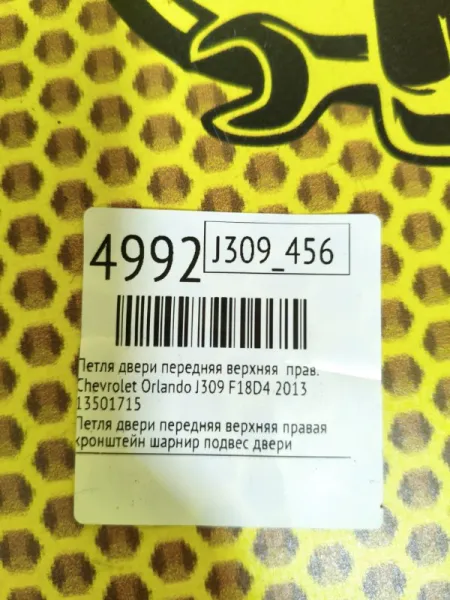 4992
J309_456
Петля двери передняя верхняя прав.
Chevrolet Orlando J309 F18D4 2013
13501715
Петля двери передняя верхняя правая
кронштейн шарнир подвес двери